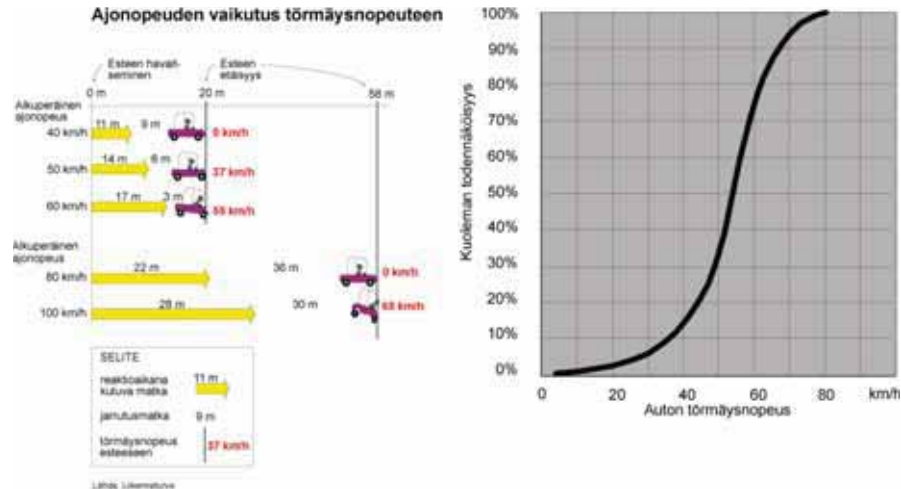 Ajonopeuden vaikutus törmäysnopeuteen
Esteen havait-
seminen
Esteen
etäisyys
0 m
20 m
58 m
Alkuperäinen
ajonopeus
40 km/h
11 m
9 m
0 km/h
50 km/h
14 m
6 m
37 km/h
60 km/h
17 m
3 m
55 km/h
Alkuperäinen
ajonopeus
80 km/h
22 m
36 m
0 km/h
100 km/h
28 m
30 m
68 km/h
SELITE
reaktioaikana
kuluva matka
11 m
jarrutusmatka
9 m
törmäysnopeus
esteeseen
37 km/h
Lähde: Liikenneturva
Kuoleman todennäköisyys
100%
90%
80%
70%
60%
50%
40%
30%
20%
10%
0%
0
20
40
60
80
km/h
Auton törmäysnopeus